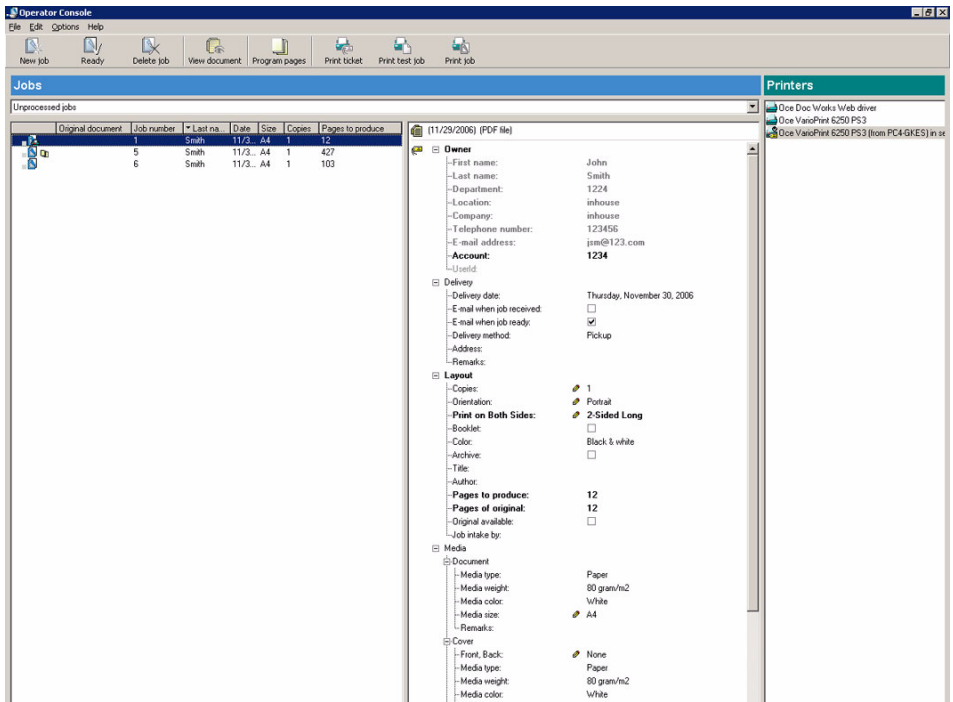 Operator Console
File Edit Options Help
New job Ready Delete job View document Program pages Print ticket Print test job Print job
Jobs
Printers
Unprocessed jobs
Oce Doc Works Web driver
Oce VarioPrint 6250 PS3
Oce VarioPrint 6250 PS3 (from PC4-GKES) in se
Original document Job number Last na... Date Size Copies Pages to produce
1 Smith 11/3... A4 1 12
5 Smith 11/3... A4 1 427
6 Smith 11/3... A4 1 103
(11/29/2006) (PDF file)
Owner
First name: John
Last name: Smith
Department: 1224
Location: inhouse
Company: inhouse
Telephone number: 123456
E-mail address: jsm@123.com
Account: 1234
UserId:
Delivery
Delivery date: Thursday, November 30, 2006
E-mail when job received:
E-mail when job ready:
Delivery method: Pickup
Address:
Remarks:
Layout
Copies: 1
Orientation: Portrait
Print on Both Sides: 2-Sided Long
Booklet:
Color: Black & white
Archive:
Title:
Author:
Pages to produce: 12
Pages of original: 12
Original available:
Job intake by:
Media
Document
Media type: Paper
Media weight: 80 gram/m2
Media color: White
Media size: A4
Remarks:
Cover
Front, Back: None
Media type: Paper
Media weight: 80 gram/m2
Media color: White